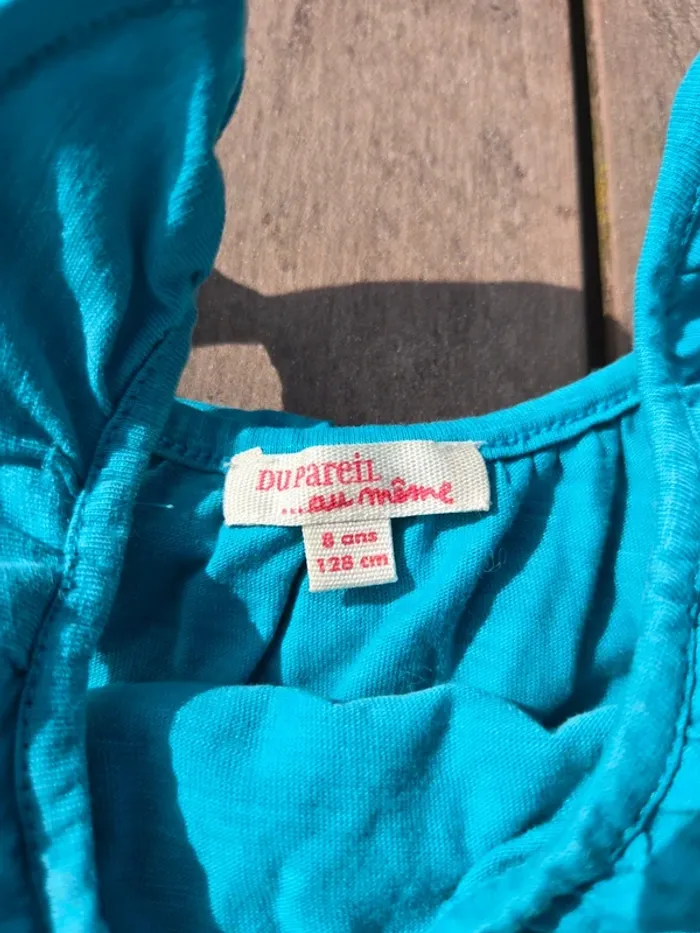 DUPareiL
...au même
8 ans
128 cm